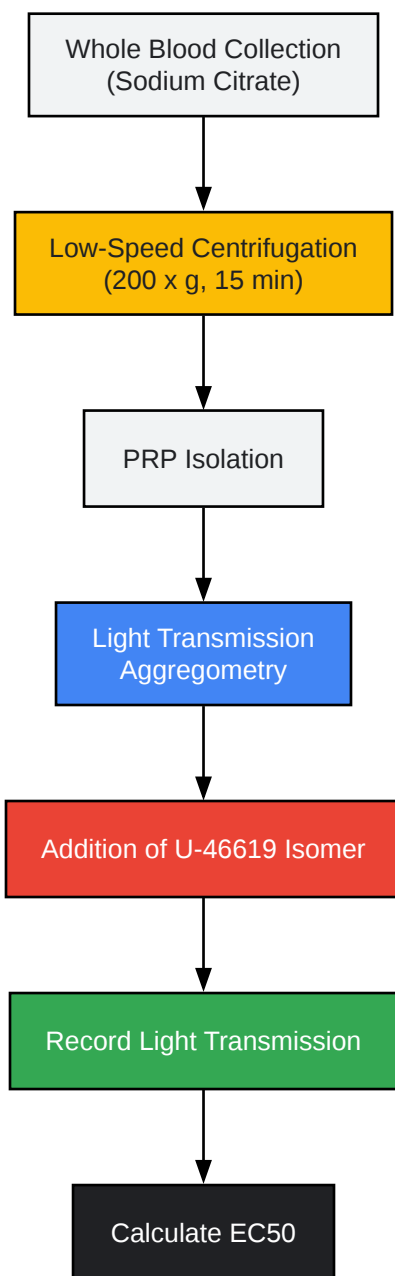 Whole Blood Collection
(Sodium Citrate)
Low-Speed Centrifugation
(200 x g, 15 min)
PRP Isolation
Light Transmission
Aggregometry
Addition of U-46619 Isomer
Record Light Transmission
Calculate EC50